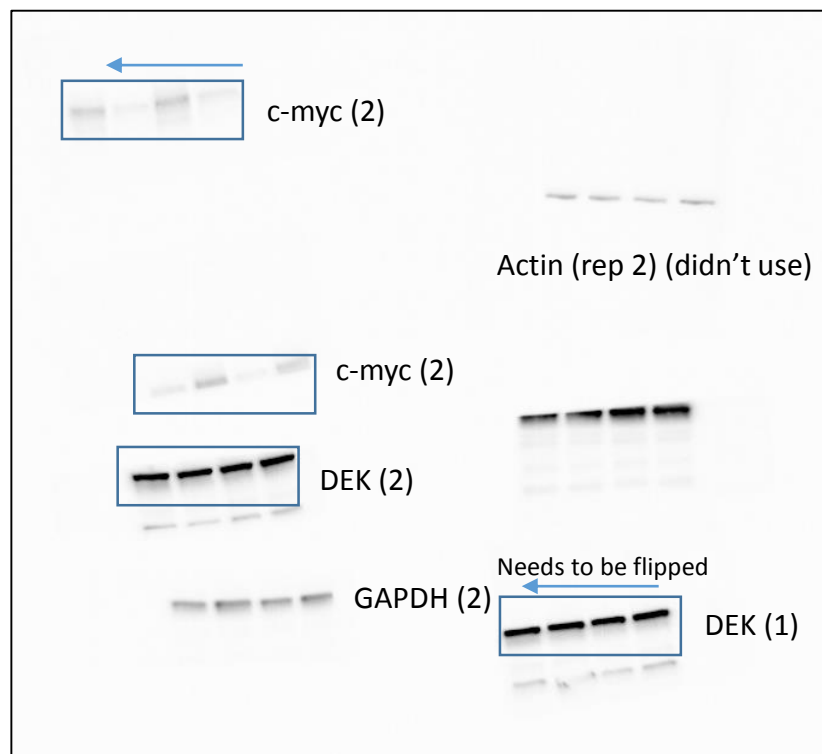 c-myc (2)
Actin (rep 2) (didn’t use)
c-myc (2)
DEK (2)
Needs to be flipped
GAPDH (2)
DEK (1)